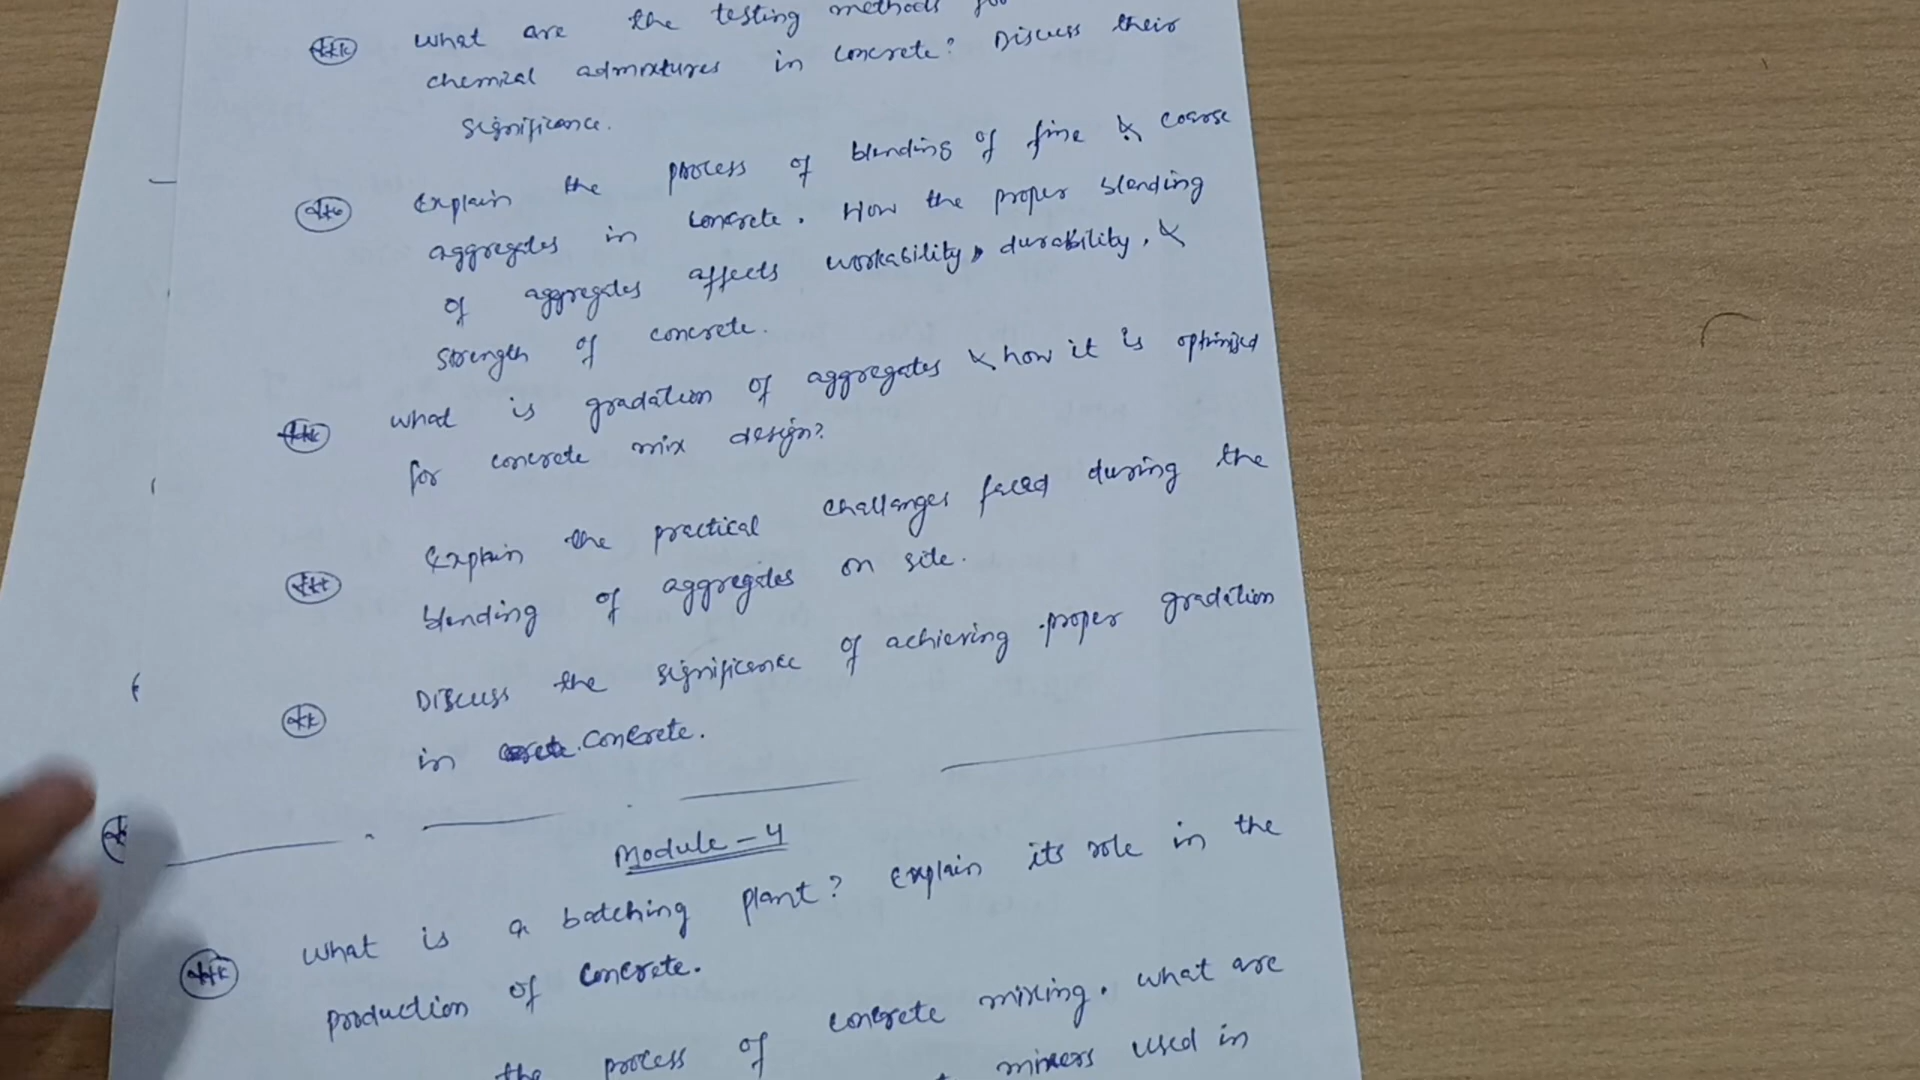 What are the testing methods for
chemical admixtures in concrete? Discuss their
significance.
Explain the process of blending of fine & coarse
aggregates in concrete. How the proper blending
of aggregates affects workability, durability, &
strength of concrete.
What is gradation of aggregates & how it is optimized
for concrete mix design?
Explain the practical challanges faced during the
blending of aggregates on site.
Discuss the significance of achieving proper gradation
in concrete.
Module-4
What is a batching plant? Explain its role in the
production of concrete.
the process of concrete mixing. What are
mixers used in